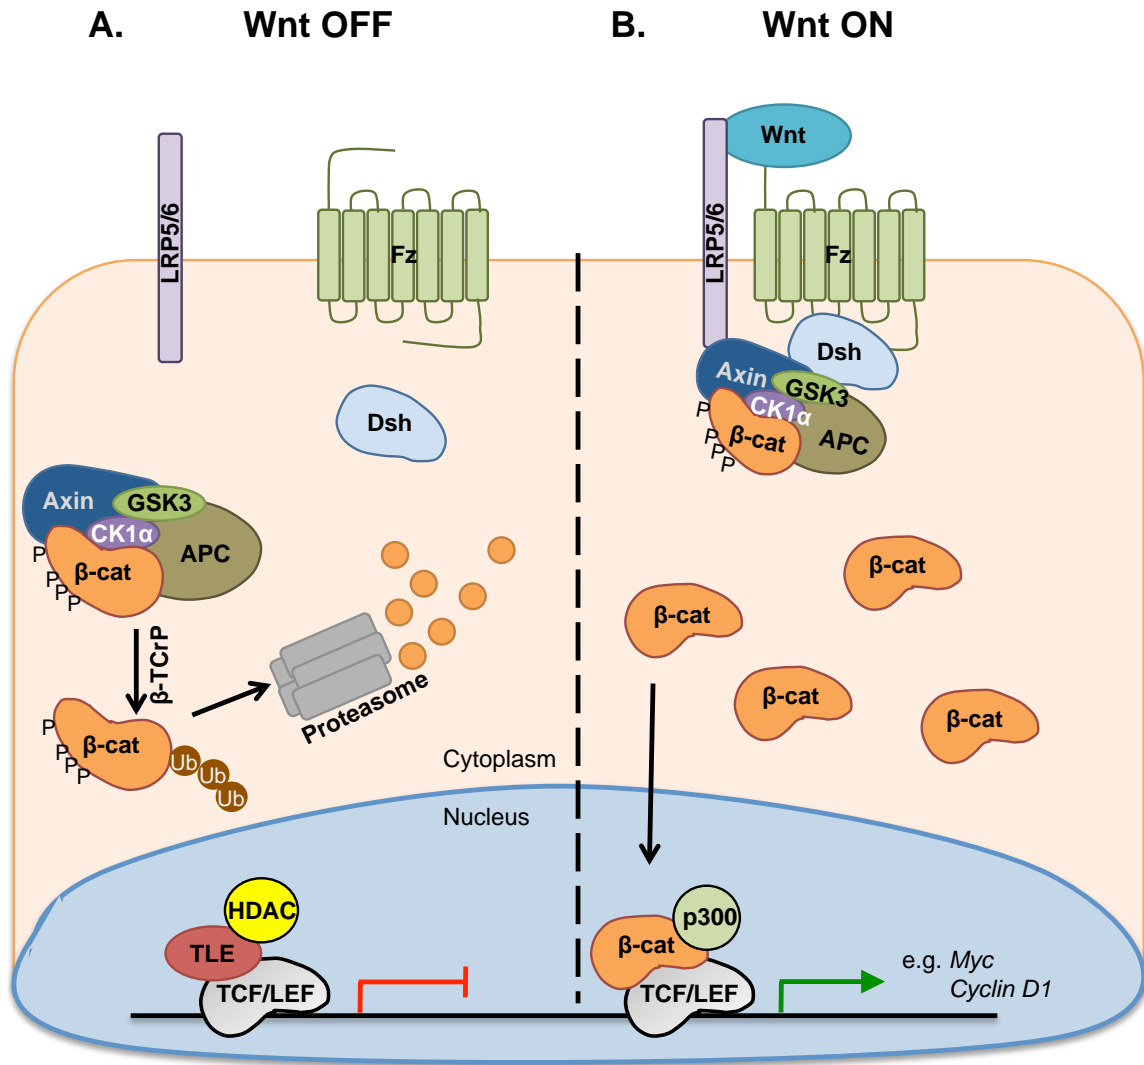 A.
Wnt OFF
LRP5/6
Fz
Dsh
Axin
GSK3
CK1α
APC
β-cat
P
P
P
P
β-TCrP
β-cat
P
P
P
P
Ub
Ub
Ub
Proteasome
Cytoplasm
Nucleus
HDAC
TLE
TCF/LEF
B.
Wnt ON
Wnt
LRP5/6
Fz
Dsh
Axin
GSK3
CK1α
APC
β-cat
P
P
P
P
β-cat
β-cat
β-cat
β-cat
p300
β-cat
TCF/LEF
e.g. Myc
Cyclin D1